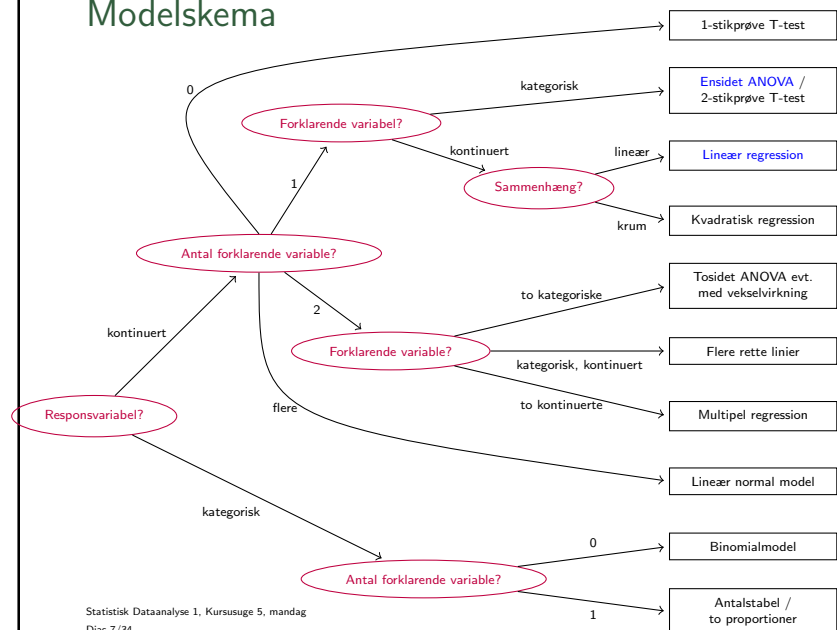 Modelskema
1-stikprøve T-test
0
kategorisk
Ensidet ANOVA /
2-stikprøve T-test
Forklarende variabel?
kontinuert
lineær
Lineær regression
1
Sammenhæng?
krum
Kvadratisk regression
Antal forklarende variable?
Tosidet ANOVA evt.
med vekselvirkning
to kategoriske
2
kontinuert
Forklarende variable?
kategorisk, kontinuert
Flere rette linier
to kontinuerte
Multipel regression
flere
Responsvariabel?
Lineær normal model
kategorisk
0
Binomialmodel
Antal forklarende variable?
1
Antalstabel /
to proportioner
Statistisk Dataanalyse 1, Kursusuge 5, mandag
Dias 7/34